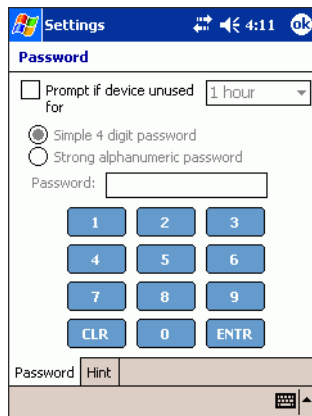 Settings 4:11 ok
Password
Prompt if device unused 1 hour
for
Simple 4 digit password
Strong alphanumeric password
Password:
1 2 3
4 5 6
7 8 9
CLR 0 ENTR
Password Hint